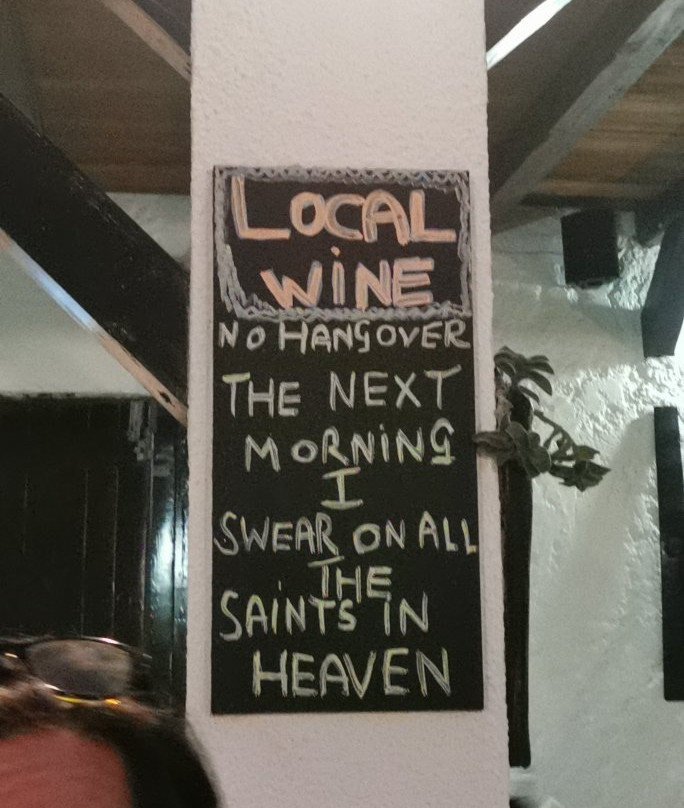 LOCAL
WiNE
NO HANGOVER
THE NEXT
MORNiNG
I
SWEAR ON ALL
THE
SAiNTS iN
HEAVEN